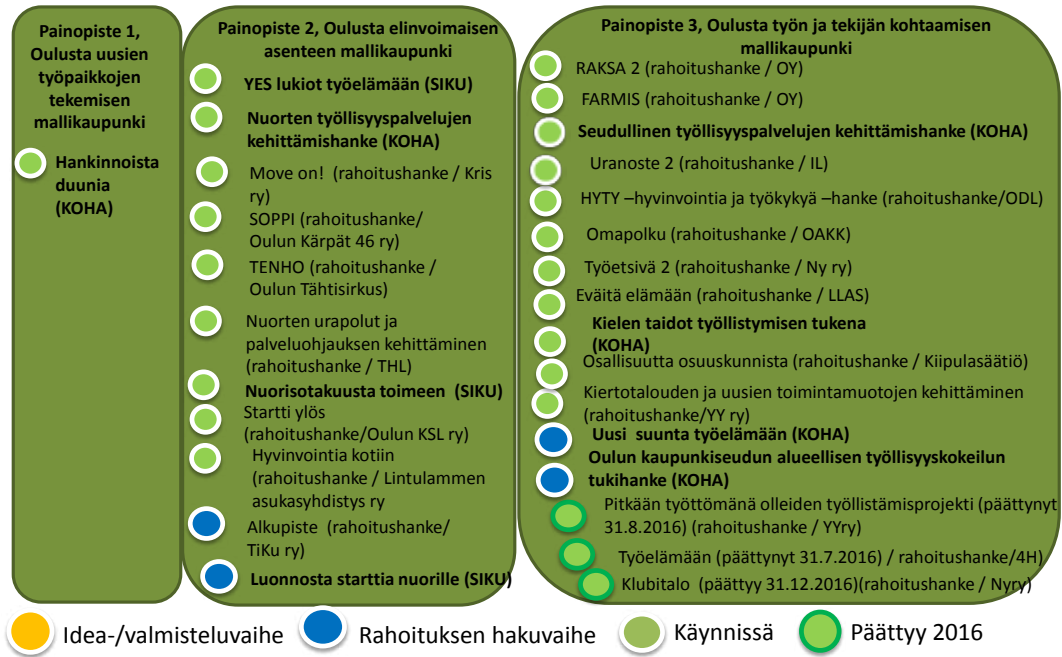 Painopiste 1,
Oulusta uusien
työpaikkojen
tekemisen
mallikaupunki
Hankinnoista
duunia
(KOHA)
Painopiste 2, Oulusta elinvoimaisen
asenteen mallikaupunki
YES lukiot työelämään (SIKU)
Nuorten työllisyyspalvelujen
kehittämishanke (KOHA)
Move on! (rahoitushanke / Kris
ry)
SOPPI (rahoitushanke/
Oulun Kärpät 46 ry)
TENHO (rahoitushanke /
Oulun Tähtisirkus)
Nuorten urapolut ja
palveluohjauksen kehittäminen
(rahoitushanke / THL)
Nuorisotakuusta toimeen (SIKU)
Startti ylös
(rahoitushanke/Oulun KSL ry)
Hyvinvointia kotiin
(rahoitushanke / Lintulammen
asukasyhdistys ry
Alkupiste (rahoitushanke/
TiKu ry)
Luonnosta starttia nuorille (SIKU)
Painopiste 3, Oulusta työn ja tekijän kohtaamisen
mallikaupunki
RAKSA 2 (rahoitushanke / OY)
FARMIS (rahoitushanke / OY)
Seudullinen työllisyyspalvelujen kehittämishanke (KOHA)
Uranoste 2 (rahoitushanke / IL)
HYTY –hyvinvointia ja työkykyä –hanke (rahoitushanke/ODL)
Omapolku (rahoitushanke / OAKK)
Työetsivä 2 (rahoitushanke / Ny ry)
Eväitä elämään (rahoitushanke / LLAS)
Kielen taidot työllistymisen tukena
(KOHA)
Osallisuutta osuuskunnista (rahoitushanke / Kiipulasäätiö)
Kiertotalouden ja uusien toimintamuotojen kehittäminen
(rahoitushanke/YY ry)
Uusi suunta työelämään (KOHA)
Oulun kaupunkiseudun alueellisen työllisyyskokeilun
tukihanke (KOHA)
Pitkään työttömänä olleiden työllistämisprojekti (päättynyt
31.8.2016) (rahoitushanke / YYry)
Työelämään (päättynyt 31.7.2016) / rahoitushanke/4H)
Klubitalo (päättyy 31.12.2016)(rahoitushanke / Nyry)
Idea-/valmisteluvaihe
Rahoituksen hakuvaihe
Käynnissä
Päättyy 2016